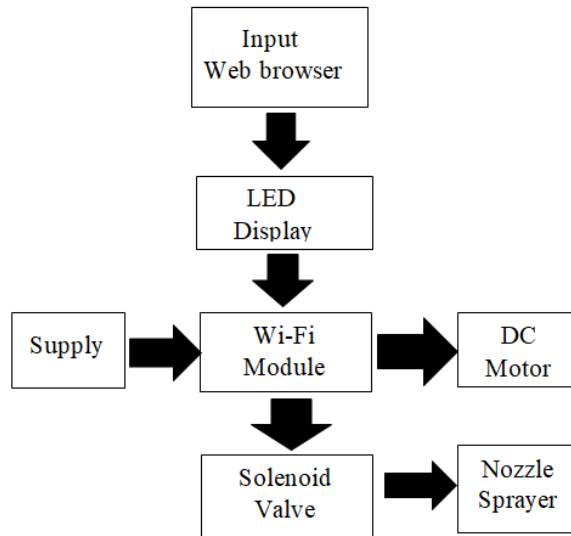 Input
Web browser
LED
Display
Supply
Wi-Fi
Module
DC
Motor
Solenoid
Valve
Nozzle
Sprayer